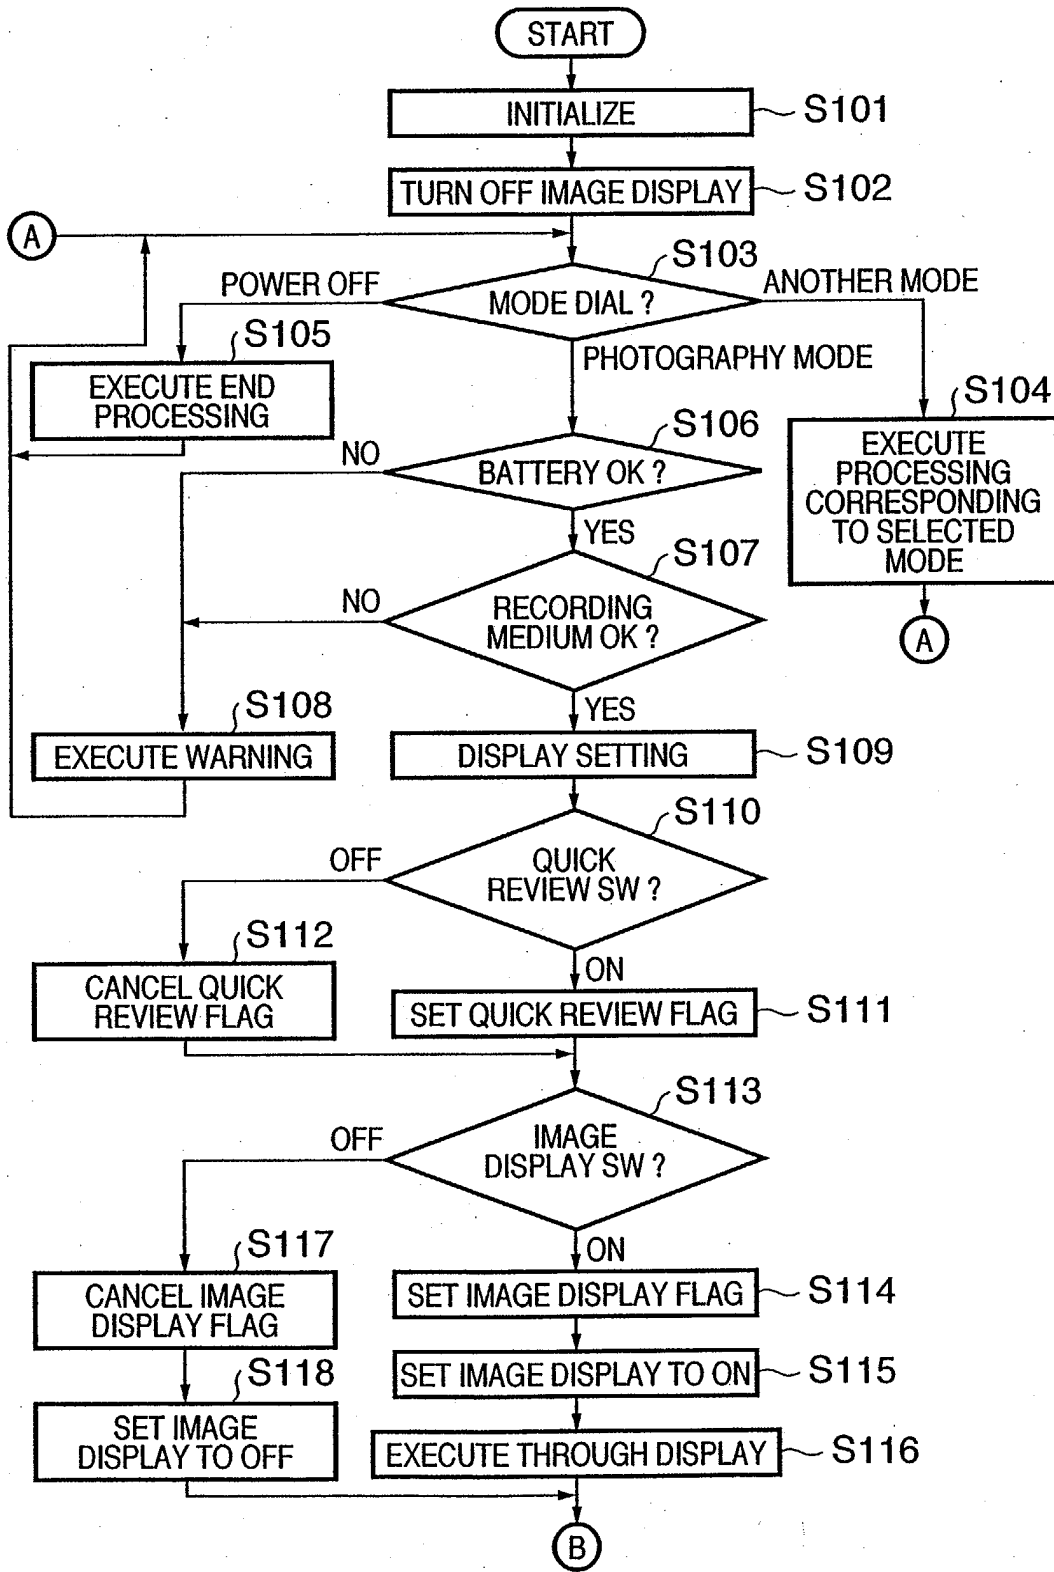 START
INITIALIZE
S101
TURN OFF IMAGE DISPLAY
S102
A
S103
MODE DIAL ?
POWER OFF
ANOTHER MODE
PHOTOGRAPHY MODE
S105
EXECUTE END
PROCESSING
S104
EXECUTE
PROCESSING
CORRESPONDING
TO SELECTED
MODE
A
S106
BATTERY OK ?
NO
YES
S107
RECORDING
MEDIUM OK ?
NO
YES
S108
EXECUTE WARNING
DISPLAY SETTING
S109
S110
QUICK
REVIEW SW ?
OFF
ON
S112
CANCEL QUICK
REVIEW FLAG
SET QUICK REVIEW FLAG
S111
S113
IMAGE
DISPLAY SW ?
OFF
ON
S117
CANCEL IMAGE
DISPLAY FLAG
SET IMAGE DISPLAY FLAG
S114
S118
SET IMAGE
DISPLAY TO OFF
SET IMAGE DISPLAY TO ON
S115
EXECUTE THROUGH DISPLAY
S116
B